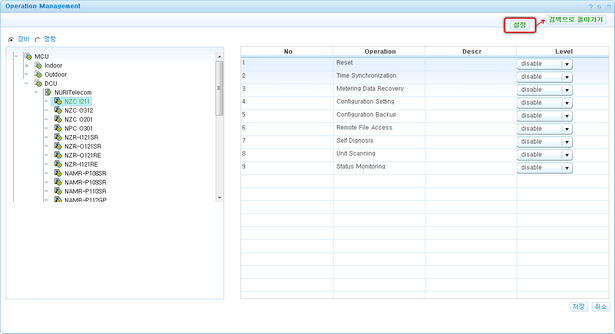 Operation Management
설정
검색으로 돌아가기
장비 명령
MCU
Indoor
Outdoor
DCU
NURITelecom
NZC I211
NZC O312
NZC O201
NPC O301
NZR-I121SR
NZR-O121SR
NZR-O121RE
NZR-I121RE
NAMR-P108SR
NAMR-P109SR
NAMR-P110SR
NAMR-P112GP
No Operation Descr Level
1 Reset disable
2 Time Synchronization disable
3 Metering Data Recovery disable
4 Configuration Setting disable
5 Configuration Backup disable
6 Remote File Access disable
7 Self Dignosis disable
8 Unit Scanning disable
9 Status Monitoring disable
저장 취소